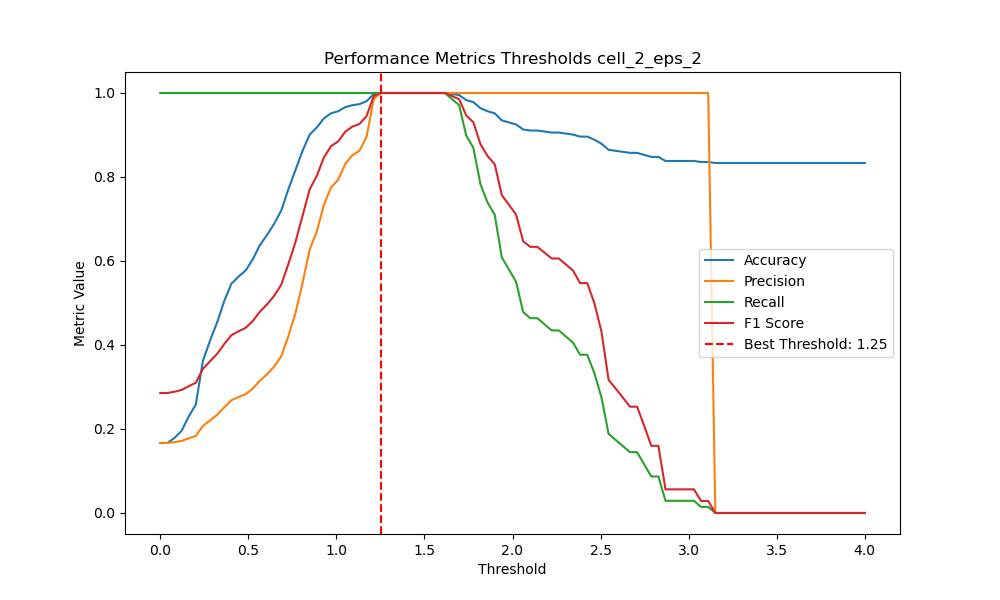 Performance Metrics Thresholds cell_2_eps_2
Metric Value
1.0
0.8
0.6
0.4
0.2
0.0
Accuracy
Precision
Recall
F1 Score
Best Threshold: 1.25
0.0 0.5 1.0 1.5 2.0 2.5 3.0 3.5 4.0
Threshold